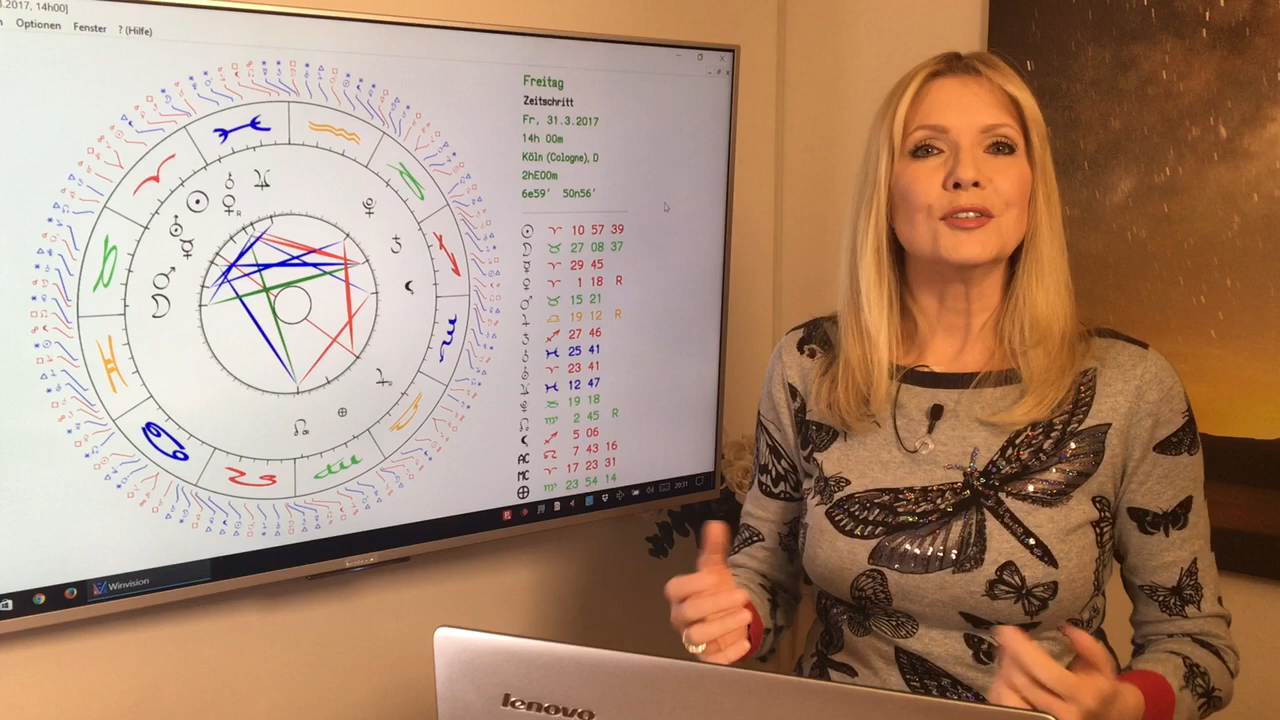 .2017, 14h00]
Optionen Fenster ? (Hilfe)
Freitag
Zeitschritt
Fr, 31.3.2017
14h 00m
Köln (Cologne), D
2hE00m
6e59' 50n56'
10 57 39
27 08 37
29 45
1 18 R
15 21
19 12 R
27 46
25 41
23 41
12 47
19 18
2 45 R
5 06
AC 7 43 16
MC 17 23 31
23 54 14
20:31
Winvision
lenovo